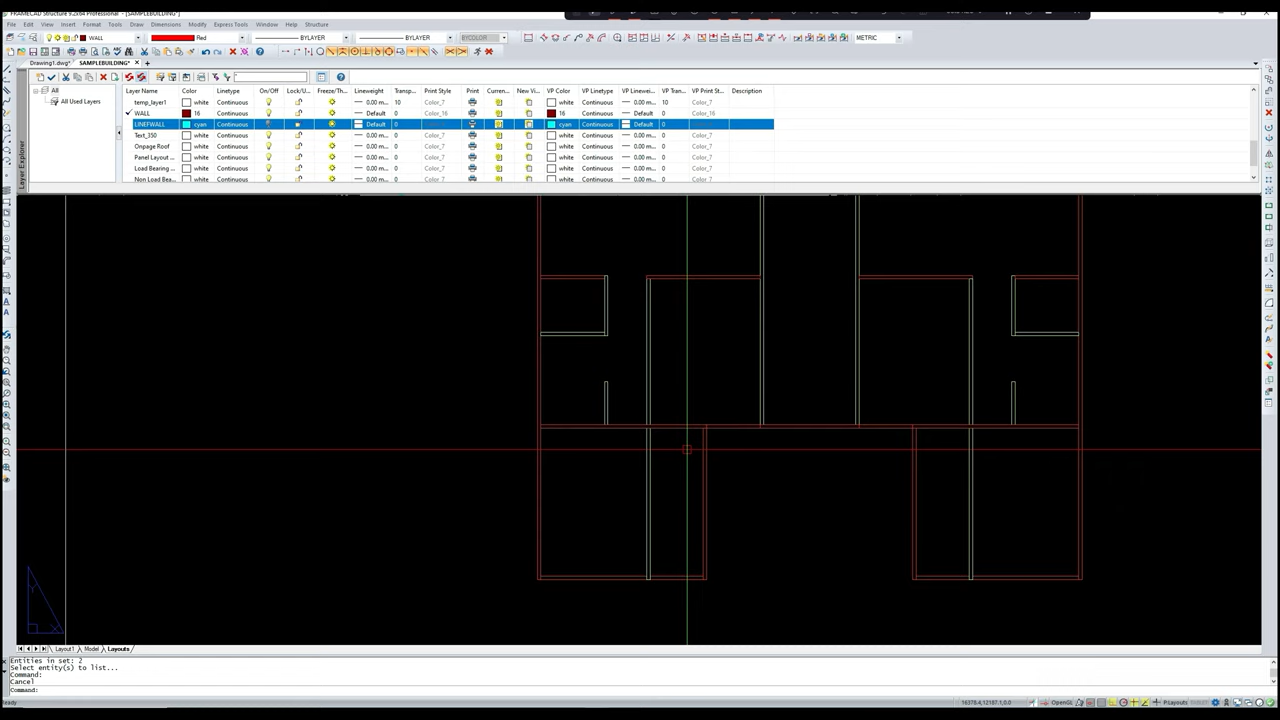 FRAMECAD Structure 9.2x64 Professional - [SAMPLEBUILDING*]
File Edit View Insert Format Tools Draw Dimensions Modify Express Tools Window Help Structure
WALL Red BYLAYER BYLAYER BYCOLOR METRIC
Drawing1.dwg* SAMPLEBUILDING*
All
All Used Layers
Layer Explorer
Layer Name Color Linetype On/Off Lock/U... Freeze/Th... Lineweight Transp... Print Style Print Curren... New Vi... VP Color VP Linetype VP Linewei... VP Tran... VP Print St... Description
temp_layer1 white Continuous 0.00 m... 10 Color_7 white Continuous 0.00 m... 10 Color_7
WALL 16 Continuous Default 0 Color_16 16 Continuous Default 0 Color_16
LINEFWALL cyan Continuous Default 0 cyan Continuous Default 0
Text_350 white Continuous 0.00 m... 0 Color_7 white Continuous 0.00 m... 0 Color_7
Onpage Roof white Continuous 0.00 m... 0 Color_7 white Continuous 0.00 m... 0 Color_7
Panel Layout ... white Continuous 0.00 m... 0 Color_7 white Continuous 0.00 m... 0 Color_7
Load Bearing ... white Continuous 0.00 m... 0 Color_7 white Continuous 0.00 m... 0 Color_7
Non Load Bea... white Continuous 0.00 m... 0 Color_7 white Continuous 0.00 m... 0 Color_7
Y
X
Layout1 Model Layouts
Entities in set: 2
Select entity(s) to list...
Command:
Cancel
Command:
Ready 16378.4,12187.1,0.0 OpenGL P:Layouts